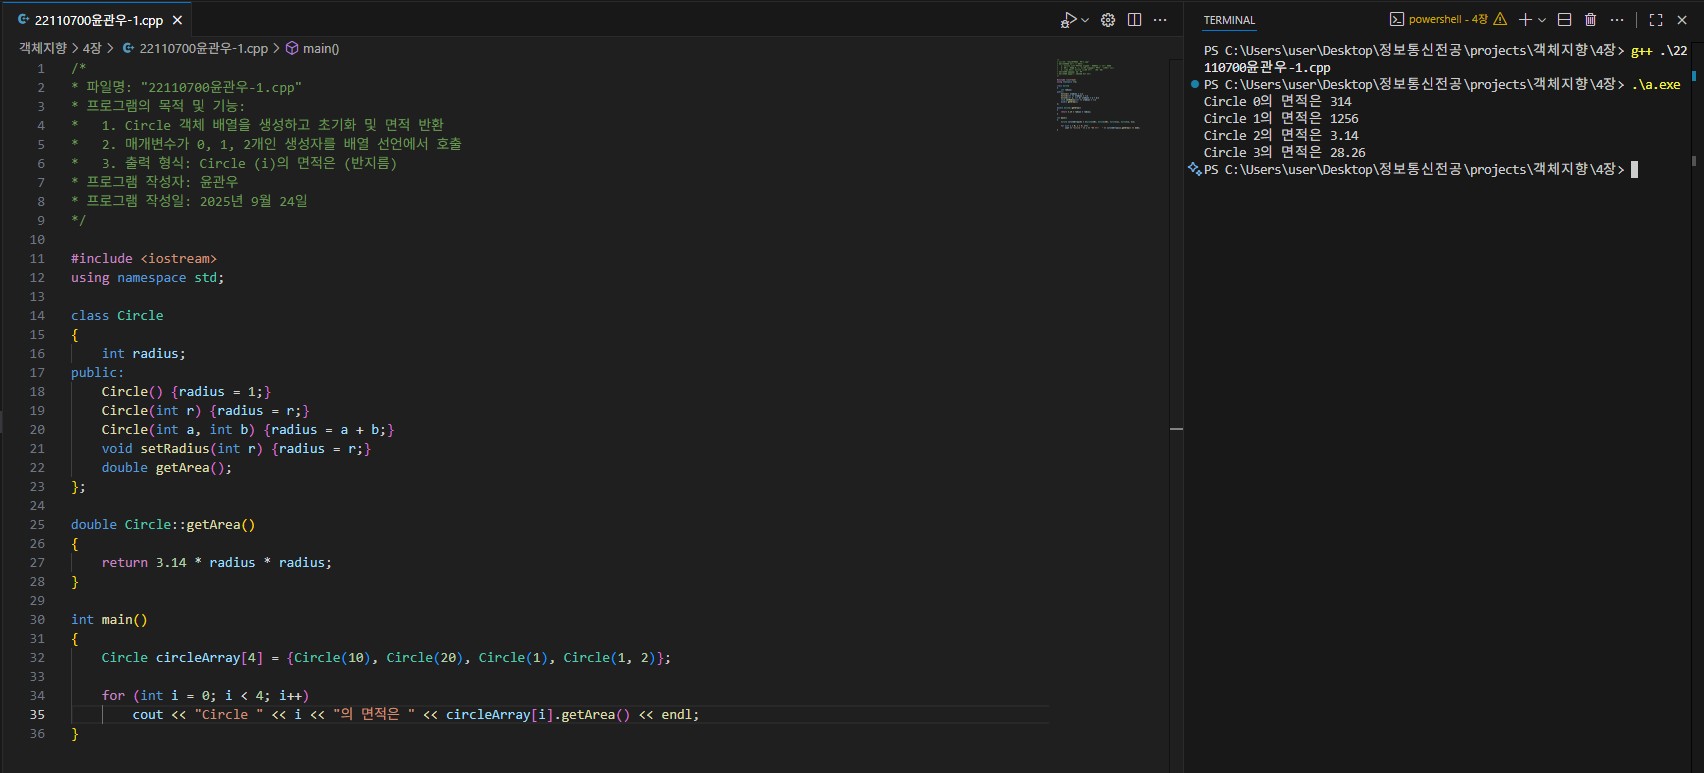 22110700윤관우-1.cpp
객체지향 > 4장 > 22110700윤관우-1.cpp > main()
1 /*
2 * 파일명: "22110700윤관우-1.cpp"
3 * 프로그램의 목적 및 기능:
4 *   1. Circle 객체 배열을 생성하고 초기화 및 면적 반환
5 *   2. 매개변수가 0, 1, 2개인 생성자를 배열 선언에서 호출
6 *   3. 출력 형식: Circle (i)의 면적은 (반지름)
7 * 프로그램 작성자: 윤관우
8 * 프로그램 작성일: 2025년 9월 24일
9 */
10
11 #include <iostream>
12 using namespace std;
13
14 class Circle
15 {
16     int radius;
17 public:
18     Circle() {radius = 1;}
19     Circle(int r) {radius = r;}
20     Circle(int a, int b) {radius = a + b;}
21     void setRadius(int r) {radius = r;}
22     double getArea();
23 };
24
25 double Circle::getArea()
26 {
27     return 3.14 * radius * radius;
28 }
29
30 int main()
31 {
32     Circle circleArray[4] = {Circle(10), Circle(20), Circle(1), Circle(1, 2)};
33
34     for (int i = 0; i < 4; i++)
35         cout << "Circle " << i << "의 면적은 " << circleArray[i].getArea() << endl;
36 }
TERMINAL
powershell - 4장
PS C:\Users\user\Desktop\정보통신전공\projects\객체지향\4장> g++ .\22
110700윤관우-1.cpp
PS C:\Users\user\Desktop\정보통신전공\projects\객체지향\4장> .\a.exe
Circle 0의 면적은 314
Circle 1의 면적은 1256
Circle 2의 면적은 3.14
Circle 3의 면적은 28.26
PS C:\Users\user\Desktop\정보통신전공\projects\객체지향\4장>